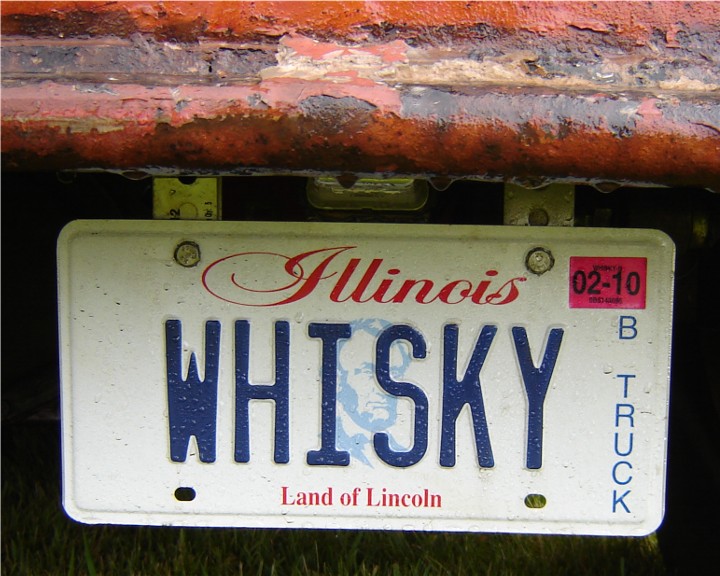 Illinois
02-10
WHISKY
B TRUCK
Land of Lincoln